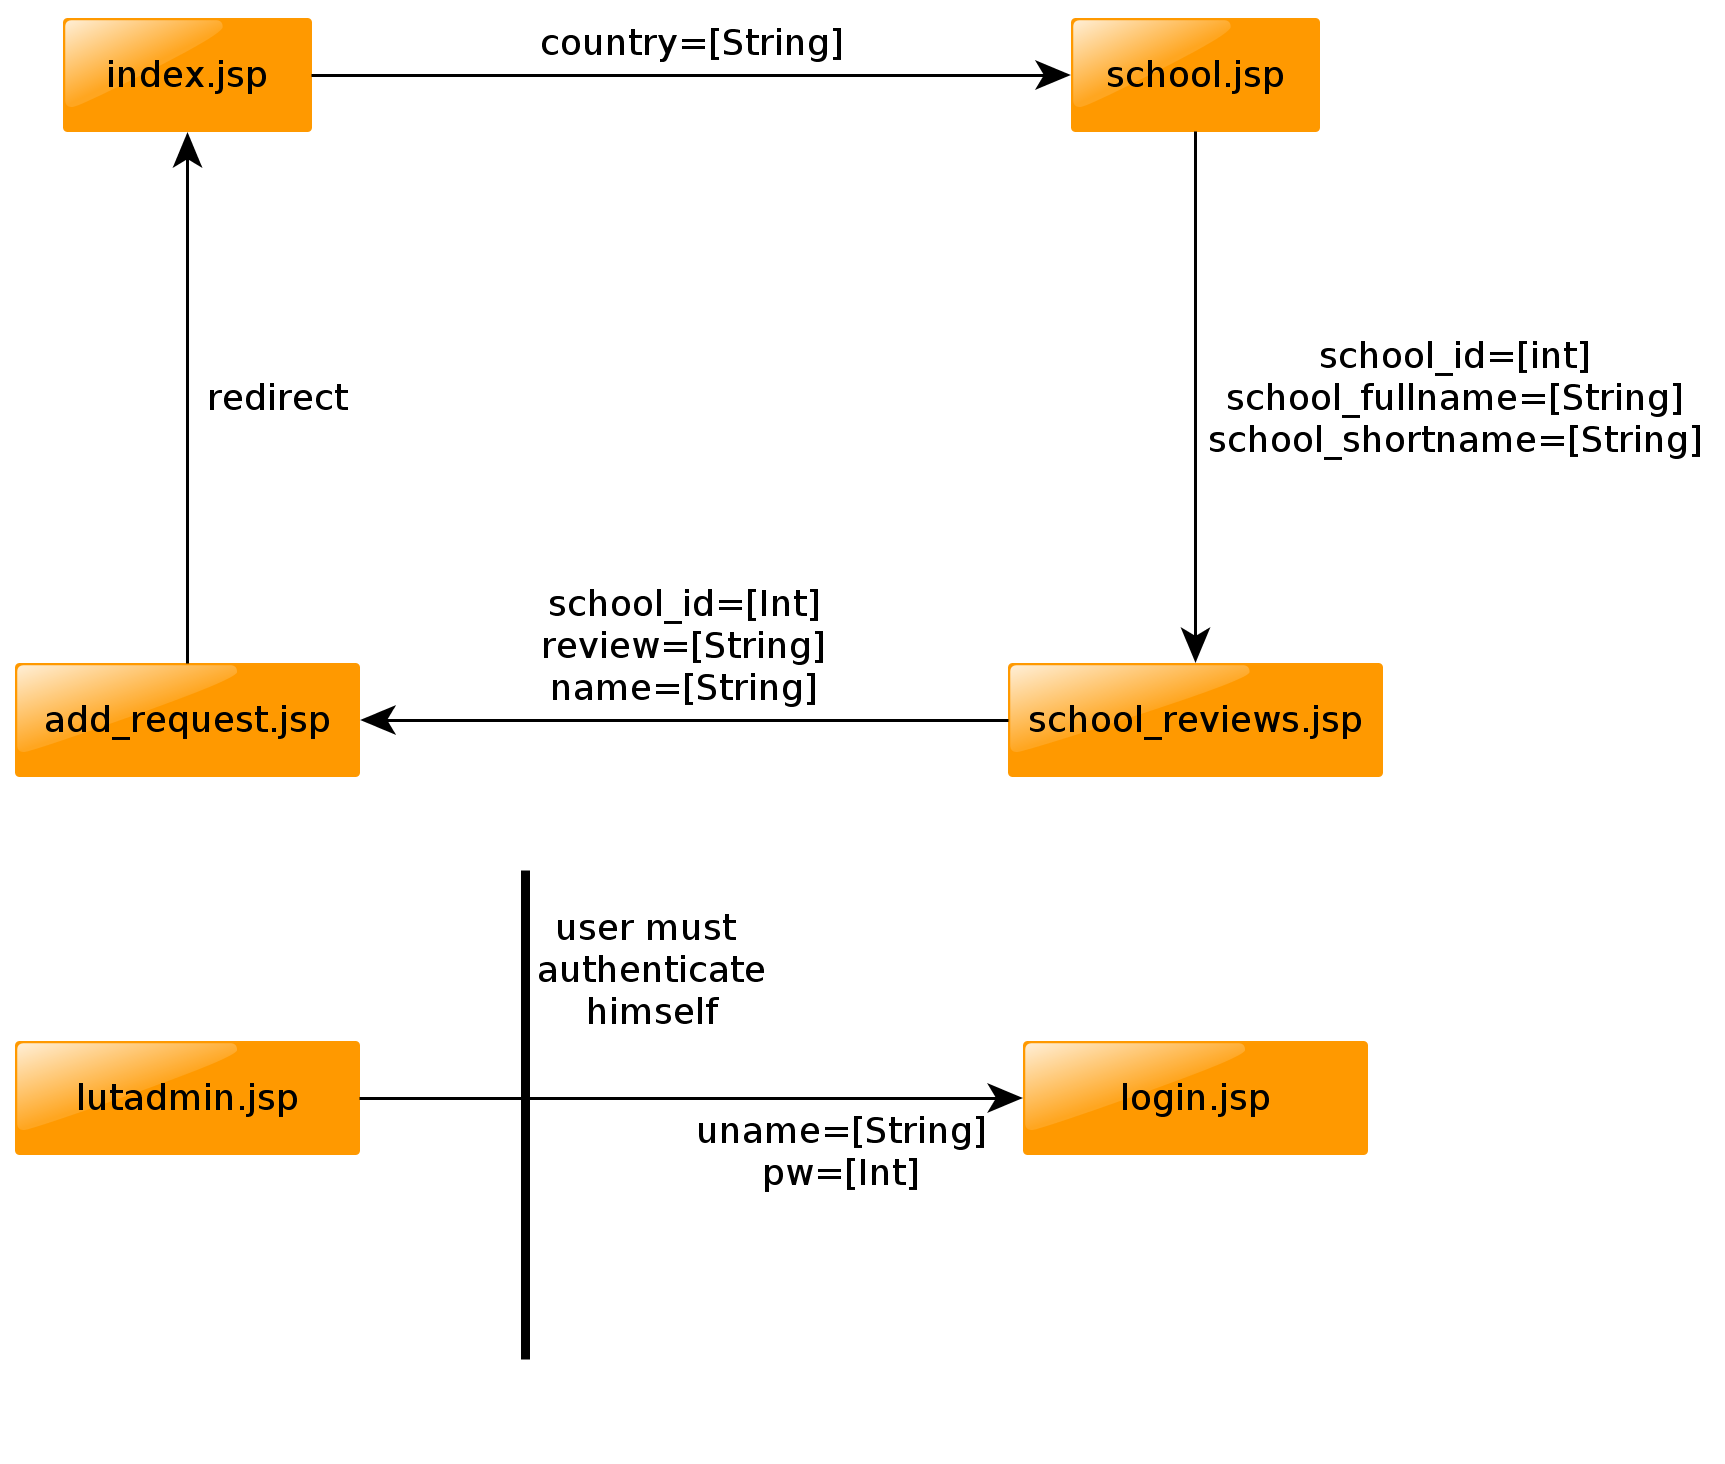 index.jsp
country=[String]
school.jsp
redirect
school_id=[int]
school_fullname=[String]
school_shortname=[String]
school_id=[Int]
review=[String]
name=[String]
add_request.jsp
school_reviews.jsp
user must
authenticate
himself
lutadmin.jsp
login.jsp
uname=[String]
pw=[Int]